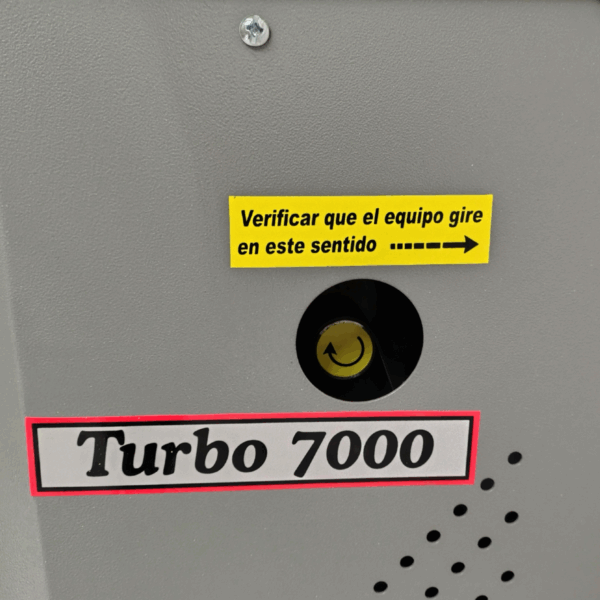 Verificar que el equipo gire
en este sentido
Turbo 7000